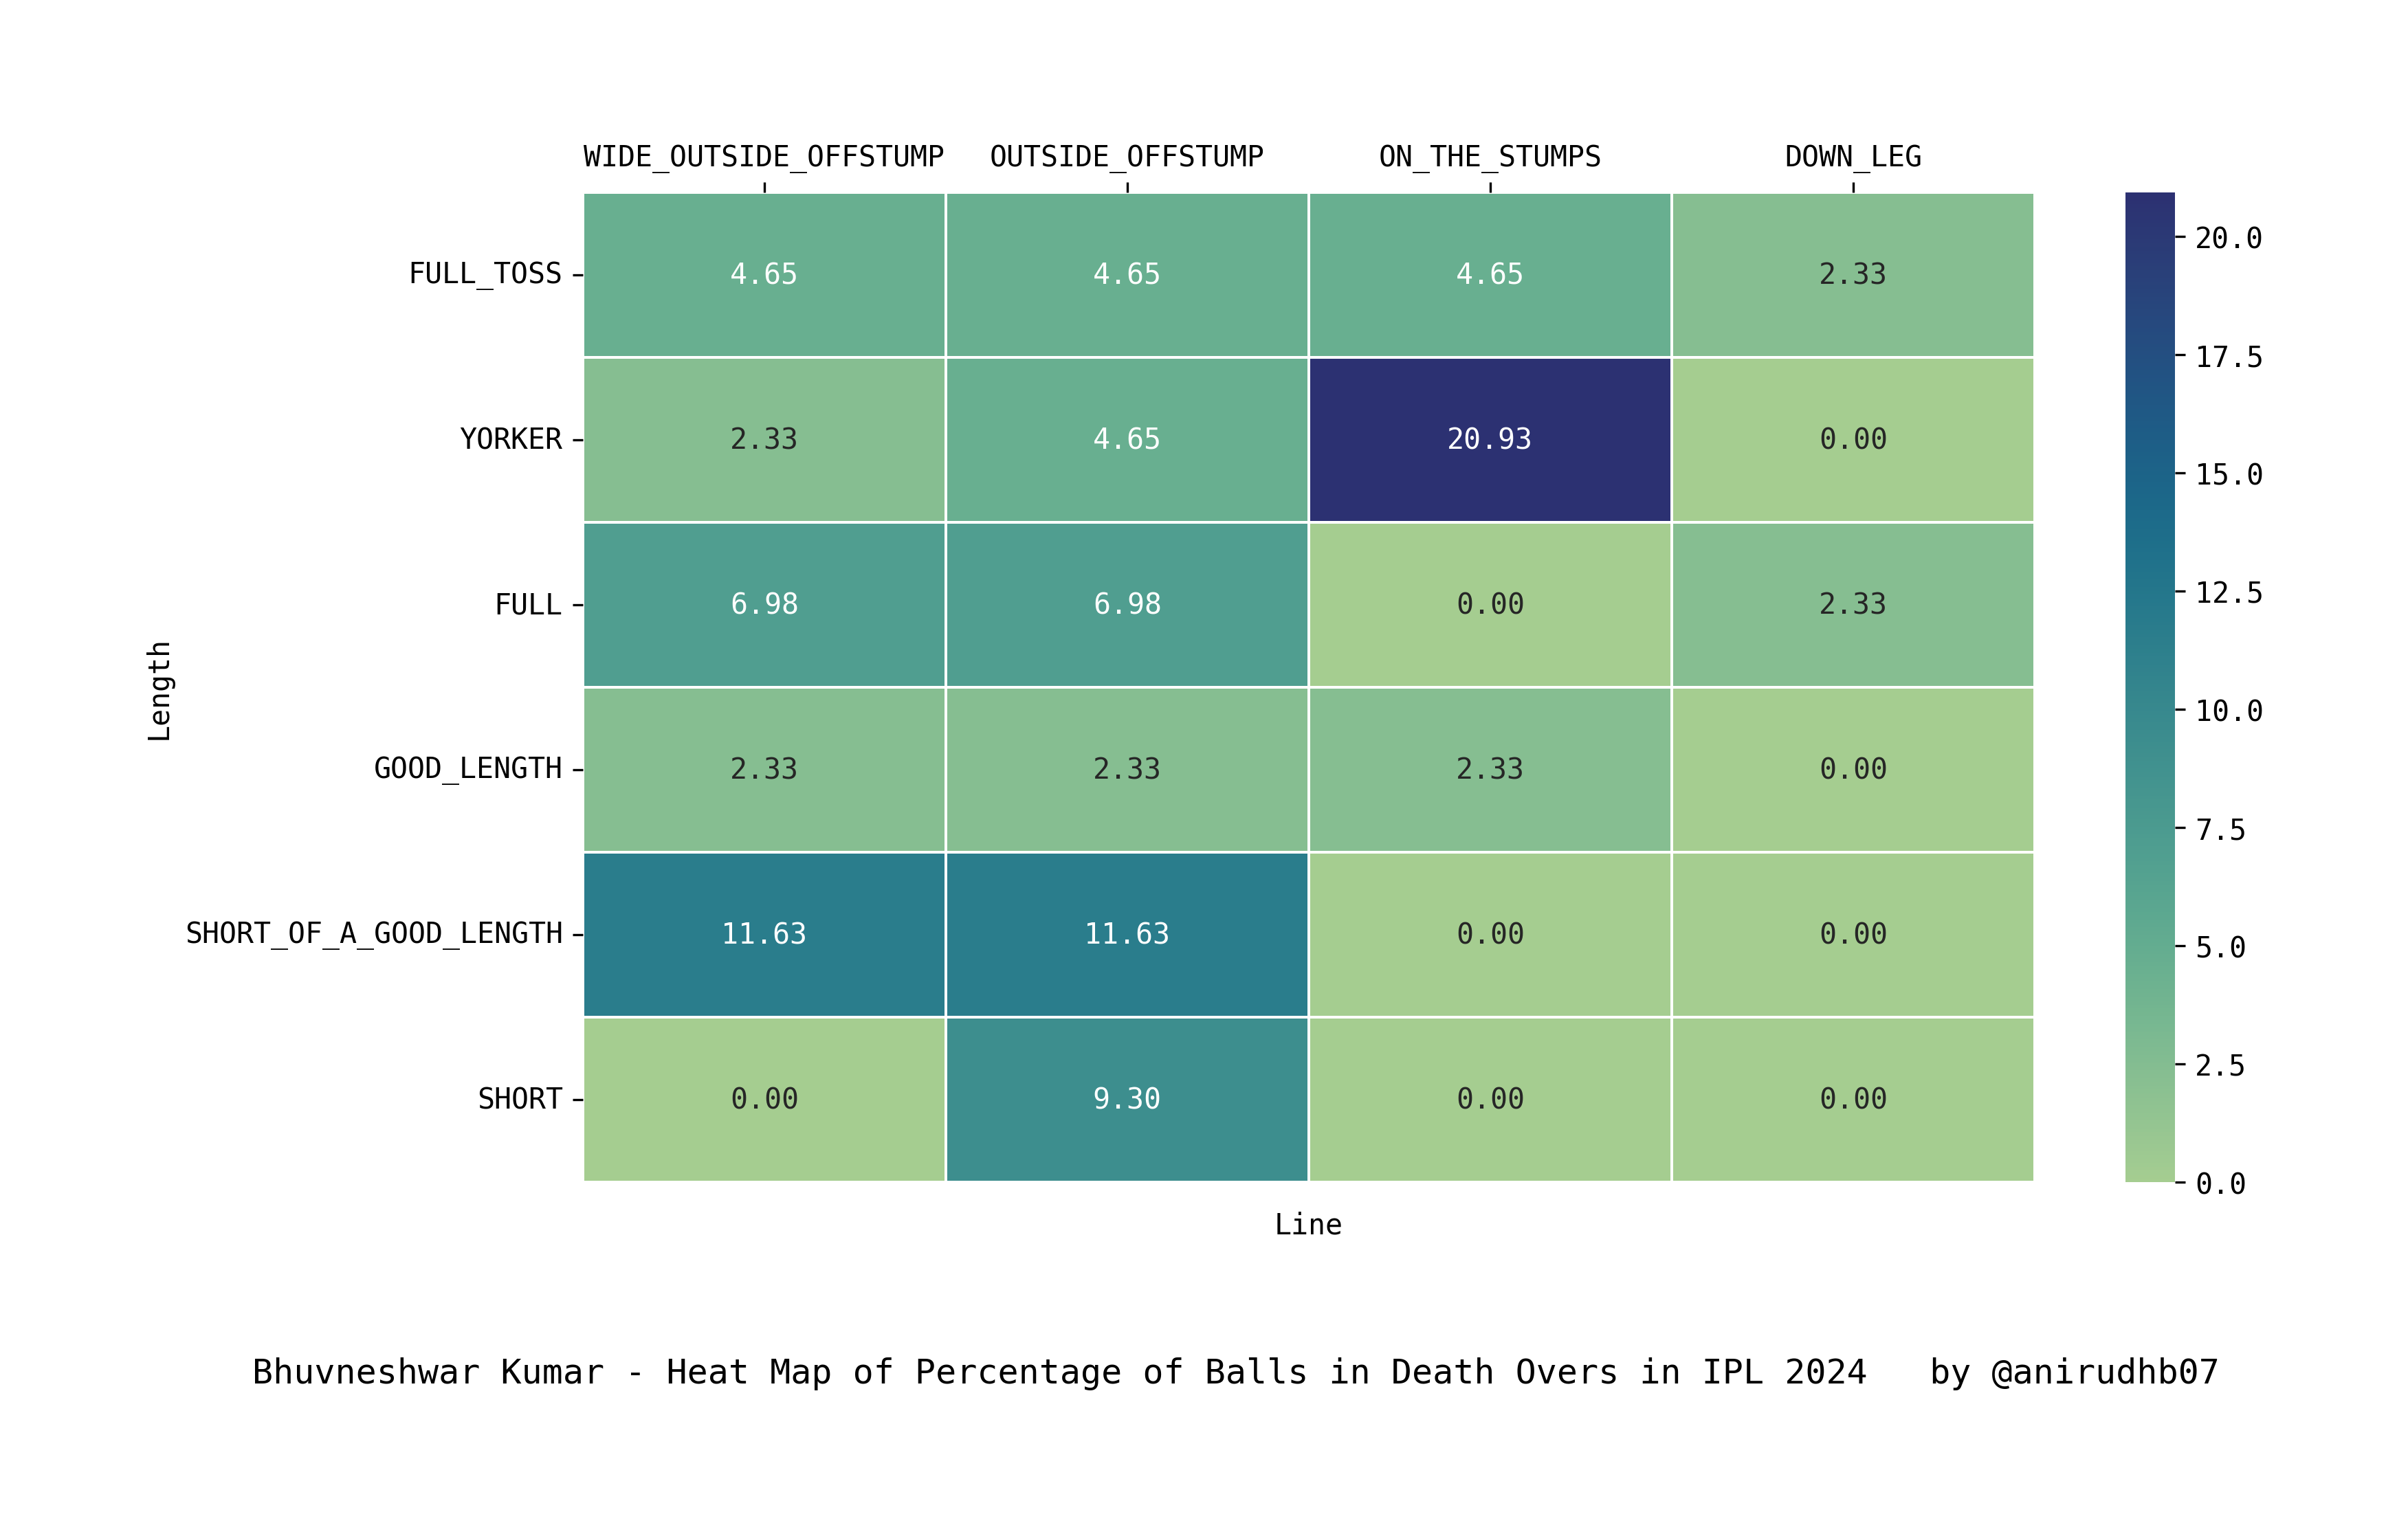 WIDE_OUTSIDE_OFFSTUMP OUTSIDE_OFFSTUMP ON_THE_STUMPS DOWN_LEG
FULL_TOSS 4.65 4.65 4.65 2.33
YORKER 2.33 4.65 20.93 0.00
FULL 6.98 6.98 0.00 2.33
GOOD_LENGTH 2.33 2.33 2.33 0.00
SHORT_OF_A_GOOD_LENGTH 11.63 11.63 0.00 0.00
SHORT 0.00 9.30 0.00 0.00
Length
Line
20.0
17.5
15.0
12.5
10.0
7.5
5.0
2.5
0.0
Bhuvneshwar Kumar - Heat Map of Percentage of Balls in Death Overs in IPL 2024 by @anirudhb07